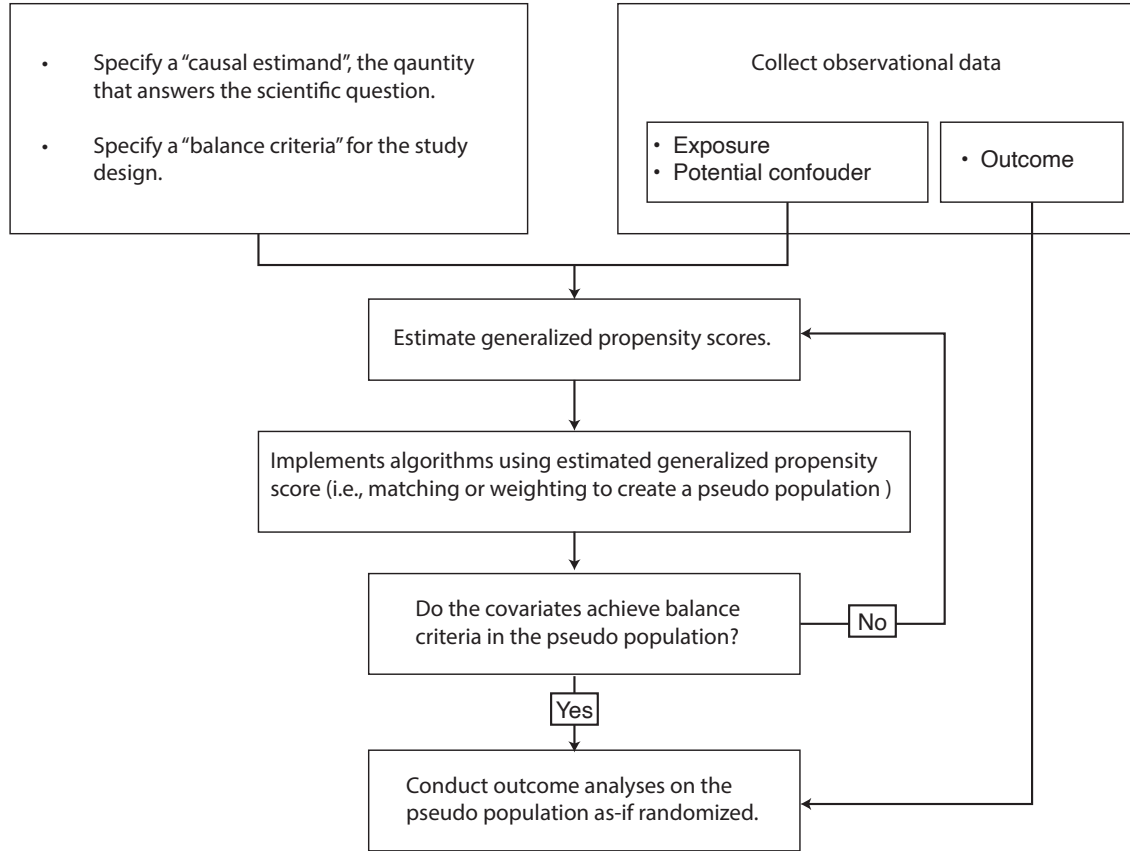 • Specify a “causal estimand”, the qauntity
that answers the scientific question.
• Specify a “balance criteria” for the study
design.
Collect observational data
• Exposure
• Potential confouder
• Outcome
Estimate generalized propensity scores.
Implements algorithms using estimated generalized propensity
score (i.e., matching or weighting to create a pseudo population )
Do the covariates achieve balance
criteria in the pseudo population?
No
Yes
Conduct outcome analyses on the
pseudo population as-if randomized.